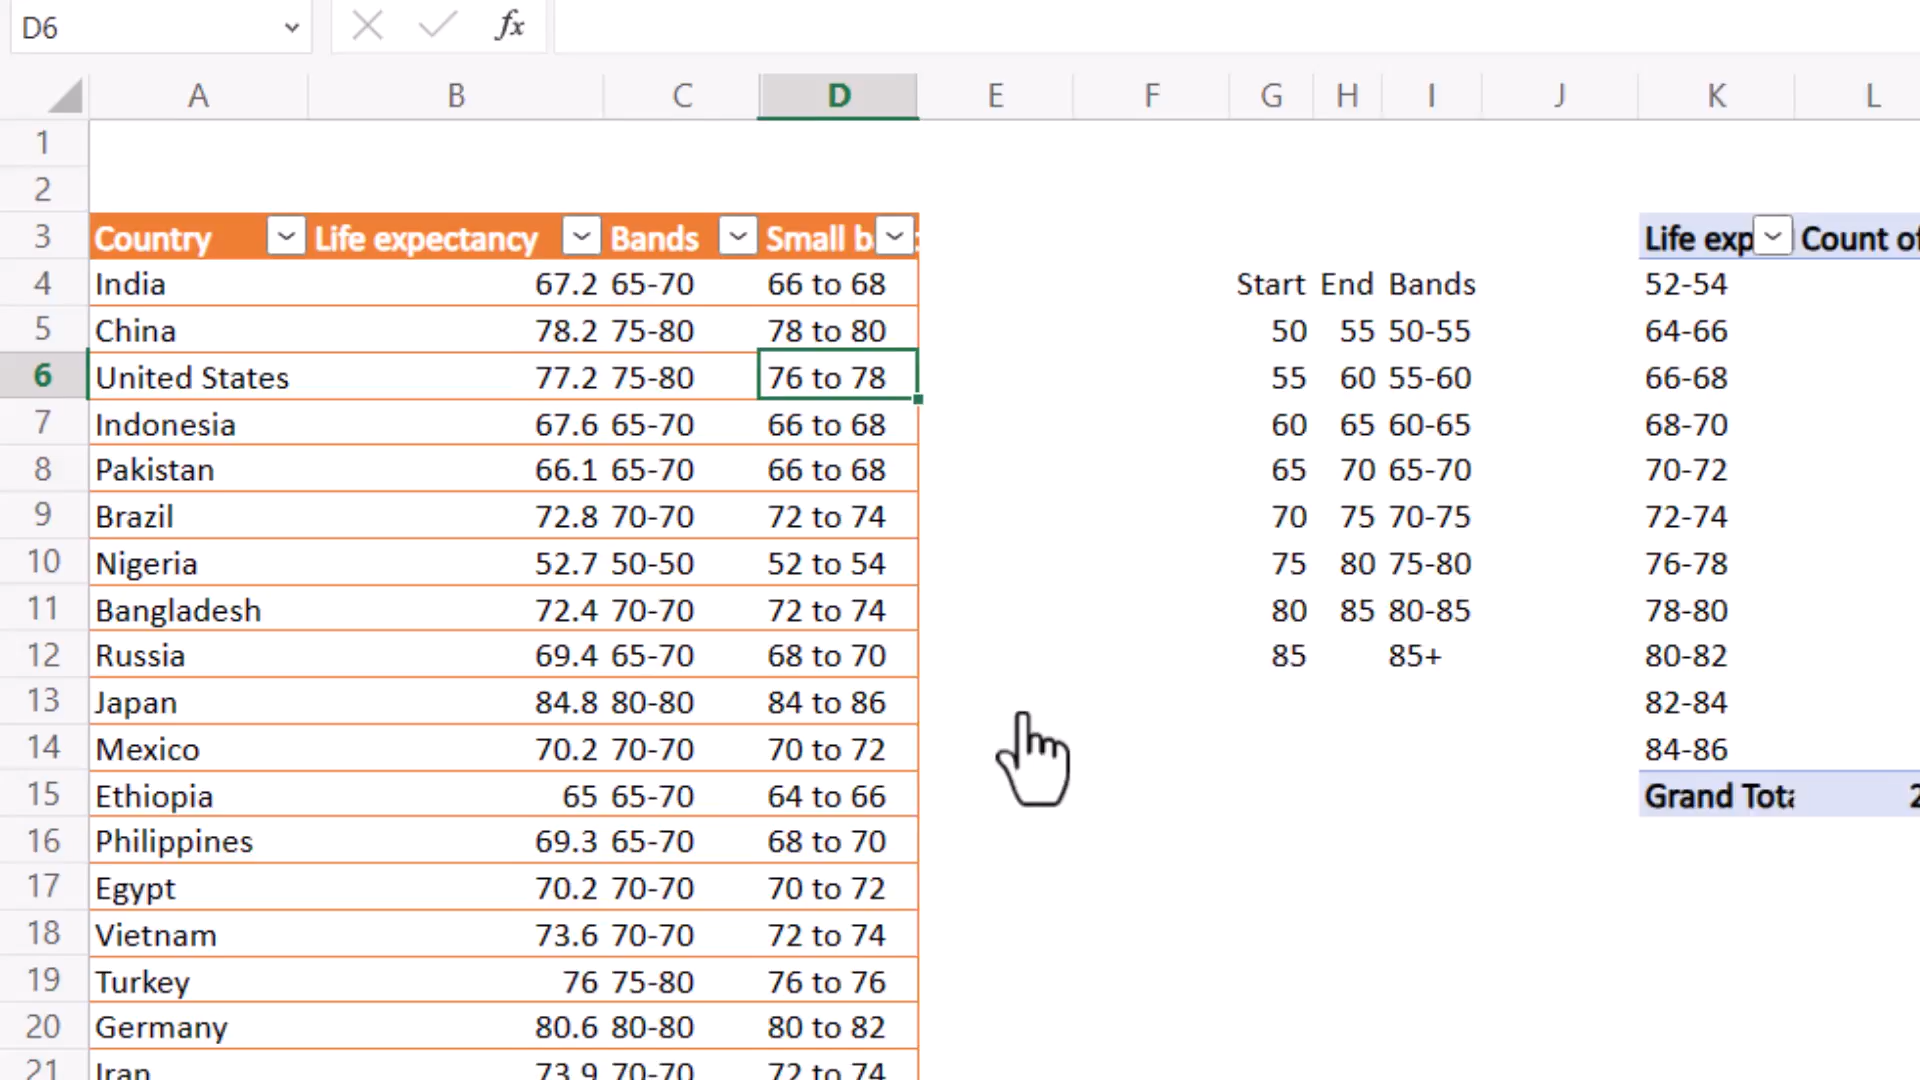 D6 fx
A B C D E F G H I J K L
1
2
3 Country Life expectancy Bands Small b Life exp Count of
4 India 67.2 65-70 66 to 68 Start End Bands 52-54
5 China 78.2 75-80 78 to 80 50 55 50-55 64-66
6 United States 77.2 75-80 76 to 78 55 60 55-60 66-68
7 Indonesia 67.6 65-70 66 to 68 60 65 60-65 68-70
8 Pakistan 66.1 65-70 66 to 68 65 70 65-70 70-72
9 Brazil 72.8 70-70 72 to 74 70 75 70-75 72-74
10 Nigeria 52.7 50-50 52 to 54 75 80 75-80 76-78
11 Bangladesh 72.4 70-70 72 to 74 80 85 80-85 78-80
12 Russia 69.4 65-70 68 to 70 85 85+ 80-82
13 Japan 84.8 80-80 84 to 86 82-84
14 Mexico 70.2 70-70 70 to 72 84-86
15 Ethiopia 65 65-70 64 to 66 Grand Tota 2
16 Philippines 69.3 65-70 68 to 70
17 Egypt 70.2 70-70 70 to 72
18 Vietnam 73.6 70-70 72 to 74
19 Turkey 76 75-80 76 to 76
20 Germany 80.6 80-80 80 to 82
21 Iran 73.9 70-70 72 to 74